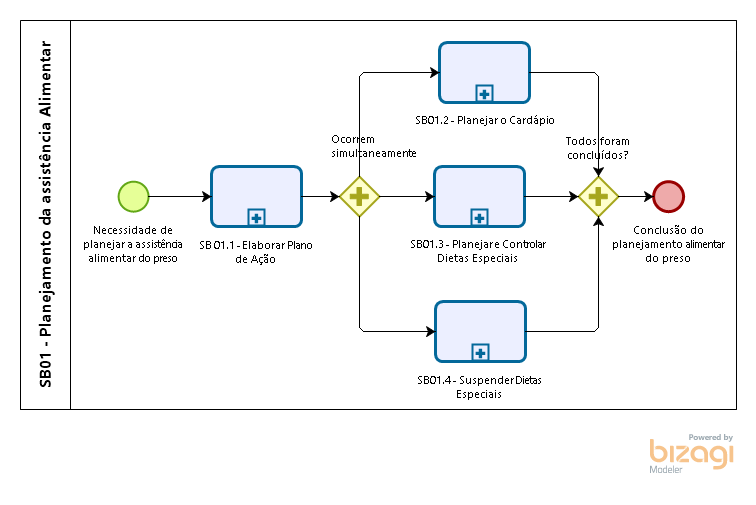 SB01 - Planejamento da assistência Alimentar
Necessidade de
planejar a assistência
alimentar do preso
SB01.1 - Elaborar Plano
de Ação
Ocorrem
simultaneamente
SB01.2 - Planejar o Cardápio
SB01.3 - Planejar e Controlar
Dietas Especiais
SB01.4 - Suspender Dietas
Especiais
Todos foram
concluídos?
Conclusão do
planejamento alimentar
do preso
Powered by
bizagi
Modeler